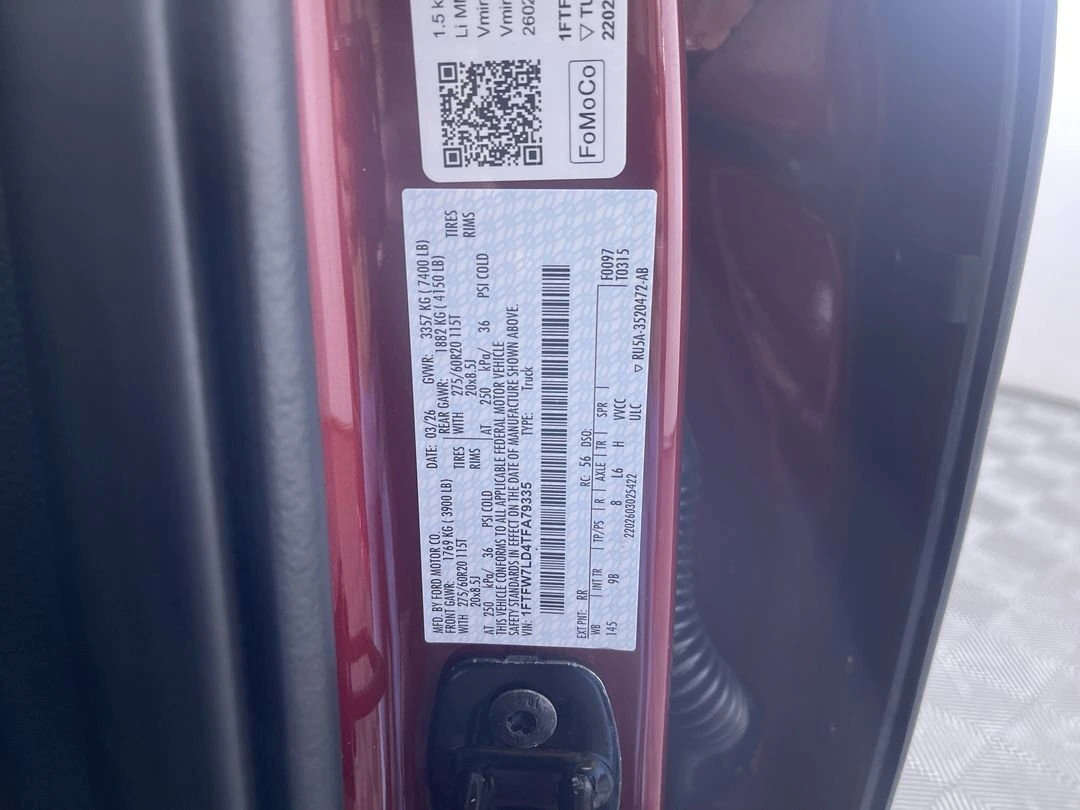 1.5 k
Li MM
Vmin
Vmin
2602
1FTF
▽ TU
2202
FoMoCo
MFD. BY FORD MOTOR CO.
DATE: 03/26 GVWR: 3357 KG ( 7400 LB)
FRONT GAWR: 1769 KG ( 3900 LB) REAR GAWR: 1882 KG ( 4150 LB)
WITH 275/60R20 115T TIRES WITH 275/60R20 115T TIRES
20x8.5J RIMS 20x8.5J RIMS
AT 250 kPa/ 36 PSI COLD AT 250 kPa/ 36 PSI COLD
THIS VEHICLE CONFORMS TO ALL APPLICABLE FEDERAL MOTOR VEHICLE
SAFETY STANDARDS IN EFFECT ON THE DATE OF MANUFACTURE SHOWN ABOVE.
VIN: 1FTFW7LD4TFA79335 TYPE: Truck
EXT PNT: RR RC: 56 DSO: F0097
WB INT TR TP/PS R AXLE TR SPR T0315
145 9B 8 L6 H VVCC
ULC
2202603025422 ▽ RU5A-3520472-AB